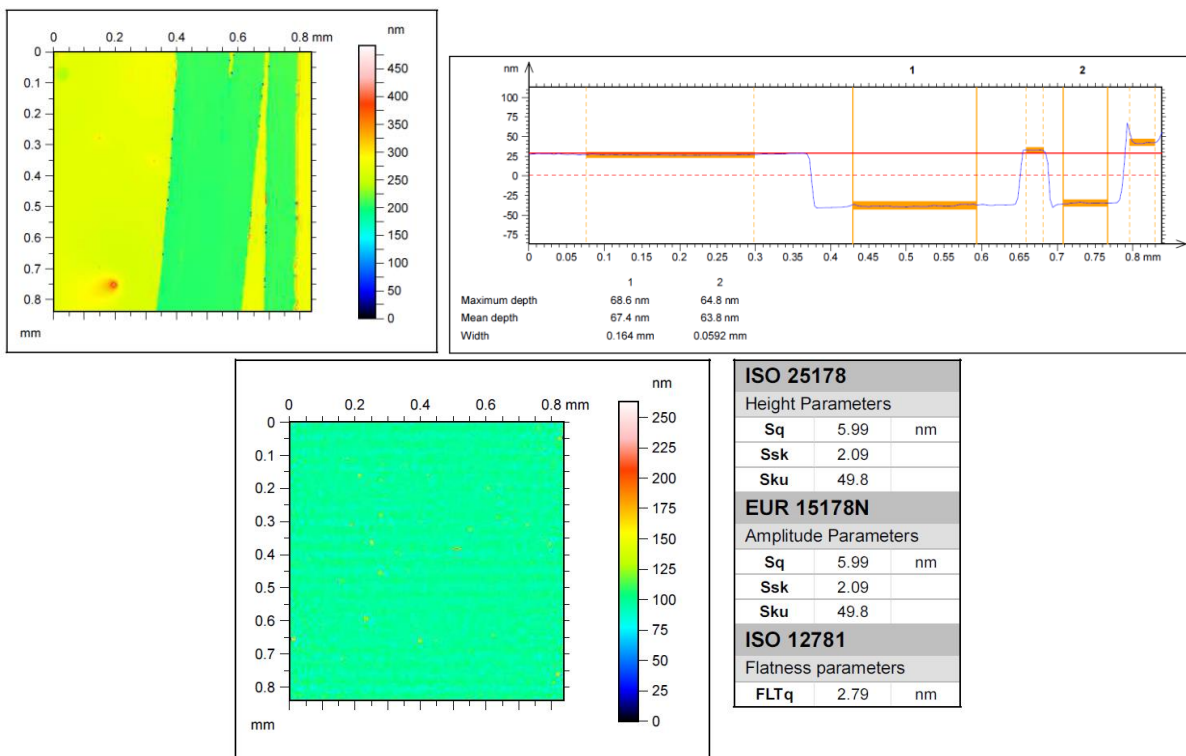 nm
0 0.2 0.4 0.6 0.8 mm
0
0.1
0.2
0.3
0.4
0.5
0.6
0.7
0.8
mm
450
400
350
300
250
200
150
100
50
0
nm
1 2
100
75
50
25
0
-25
-50
-75
0 0.05 0.1 0.15 0.2 0.25 0.3 0.35 0.4 0.45 0.5 0.55 0.6 0.65 0.7 0.75 0.8 mm
1 2
Maximum depth 68.6 nm 64.8 nm
Mean depth 67.4 nm 63.8 nm
Width 0.164 mm 0.0592 mm
nm
0 0.2 0.4 0.6 0.8 mm
0
0.1
0.2
0.3
0.4
0.5
0.6
0.7
0.8
mm
250
225
200
175
150
125
100
75
50
25
0
ISO 25178
Height Parameters
Sq 5.99 nm
Ssk 2.09
Sku 49.8
EUR 15178N
Amplitude Parameters
Sq 5.99 nm
Ssk 2.09
Sku 49.8
ISO 12781
Flatness parameters
FLTq 2.79 nm